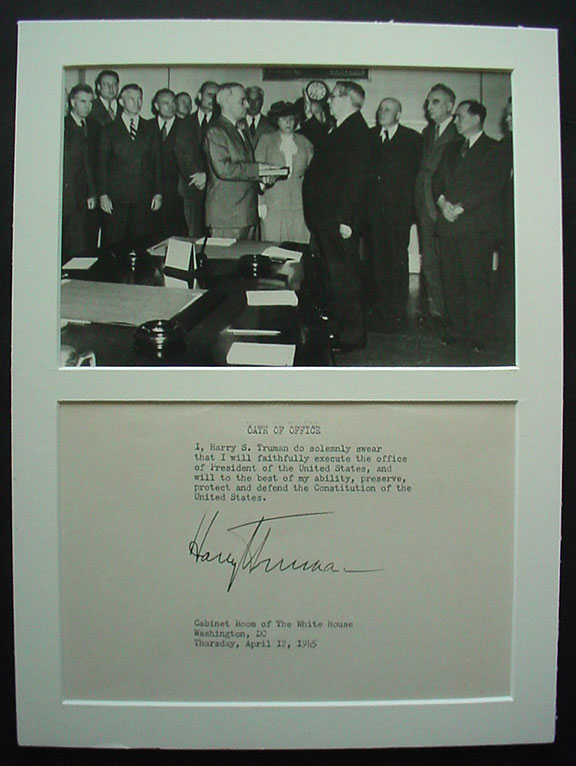 OATH OF OFFICE
I, Harry S. Truman do solemnly swear
that I will faithfully execute the office
of President of the United States, and
will to the best of my ability, preserve,
protect and defend the Constitution of the
United States.
Harry S Truman
Cabinet Room of The White House
Washington, DC
Thursday, April 12, 1945